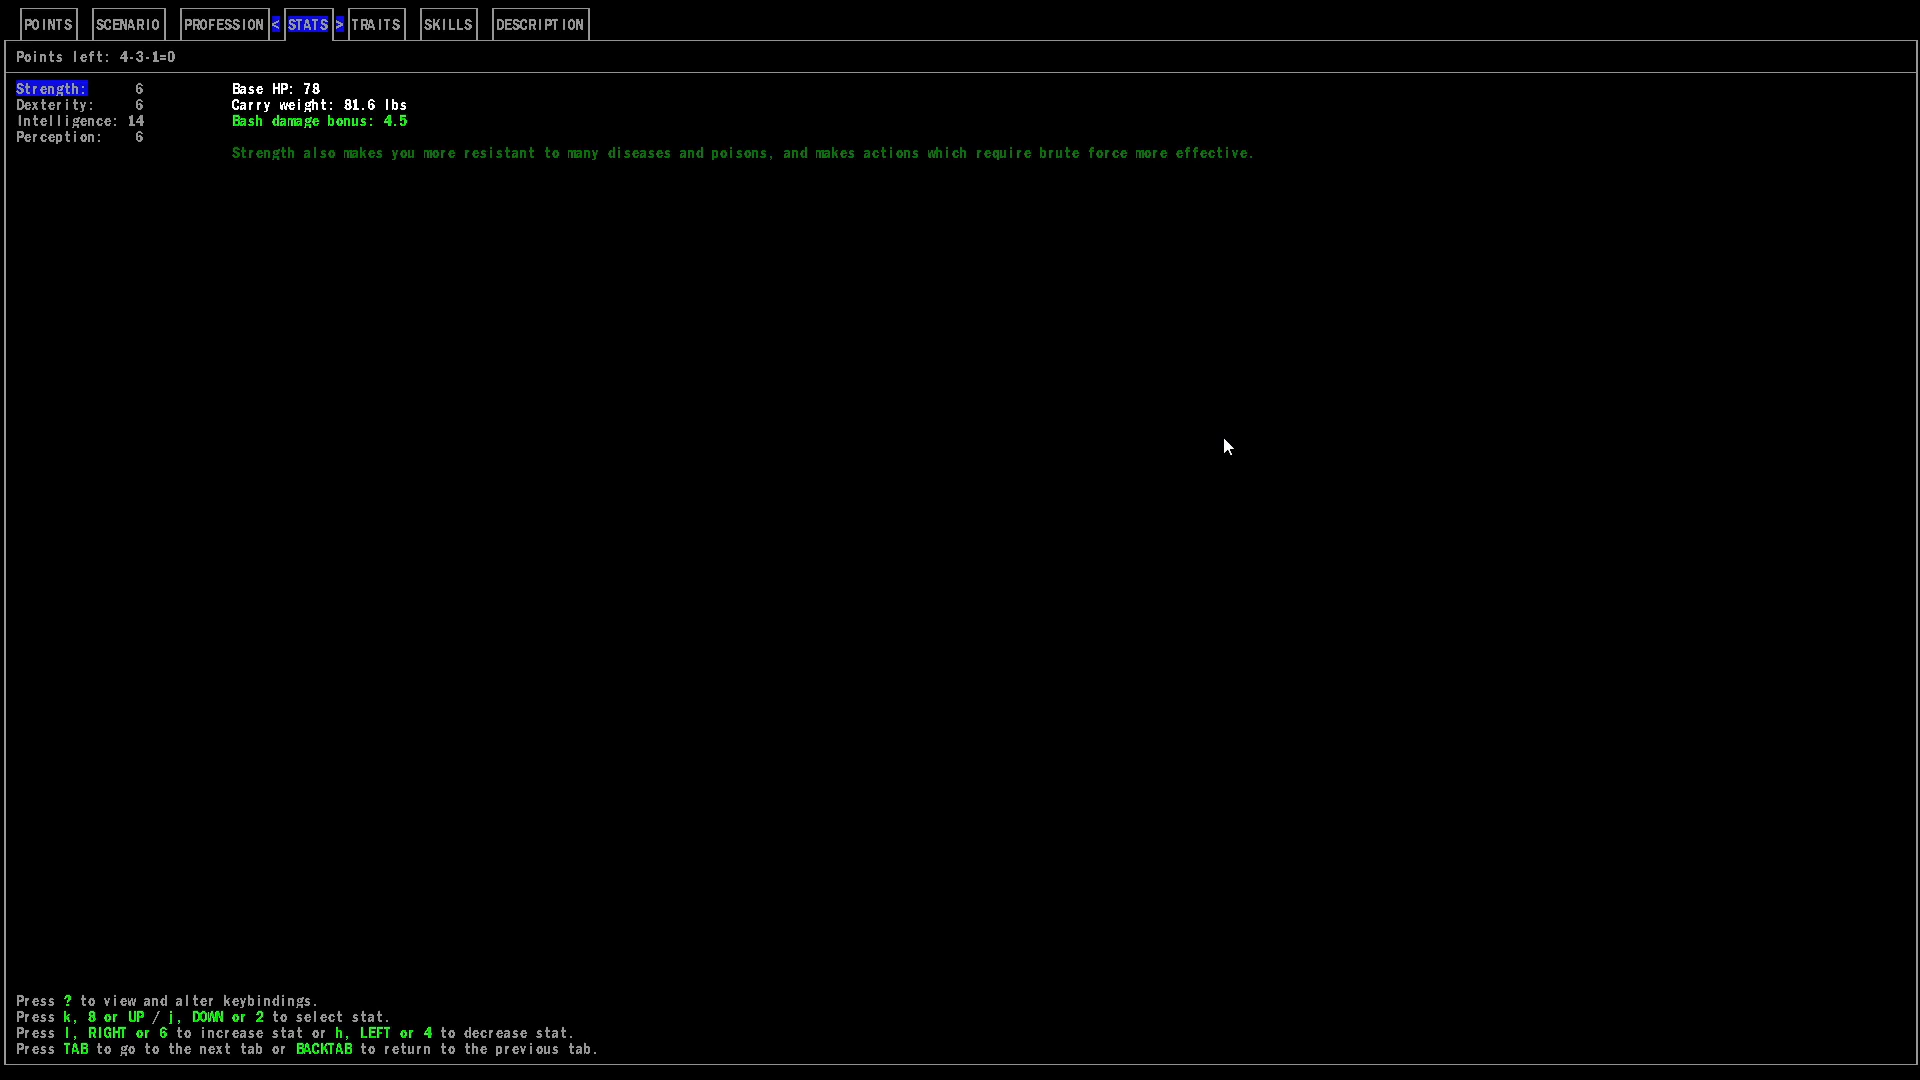 POINTS SCENARIO PROFESSION < STATS > TRAITS SKILLS DESCRIPTION
Points left: 4-3-1=0
Strength: 6 Base HP: 78
Dexterity: 6 Carry weight: 81.6 lbs
Intelligence: 14 Bash damage bonus: 4.5
Perception: 6
Strength also makes you more resistant to many diseases and poisons, and makes actions which require brute force more effective.
Press ? to view and alter keybindings.
Press k, 8 or UP / j, DOWN or 2 to select stat.
Press l, RIGHT or 6 to increase stat or h, LEFT or 4 to decrease stat.
Press TAB to go to the next tab or BACKTAB to return to the previous tab.